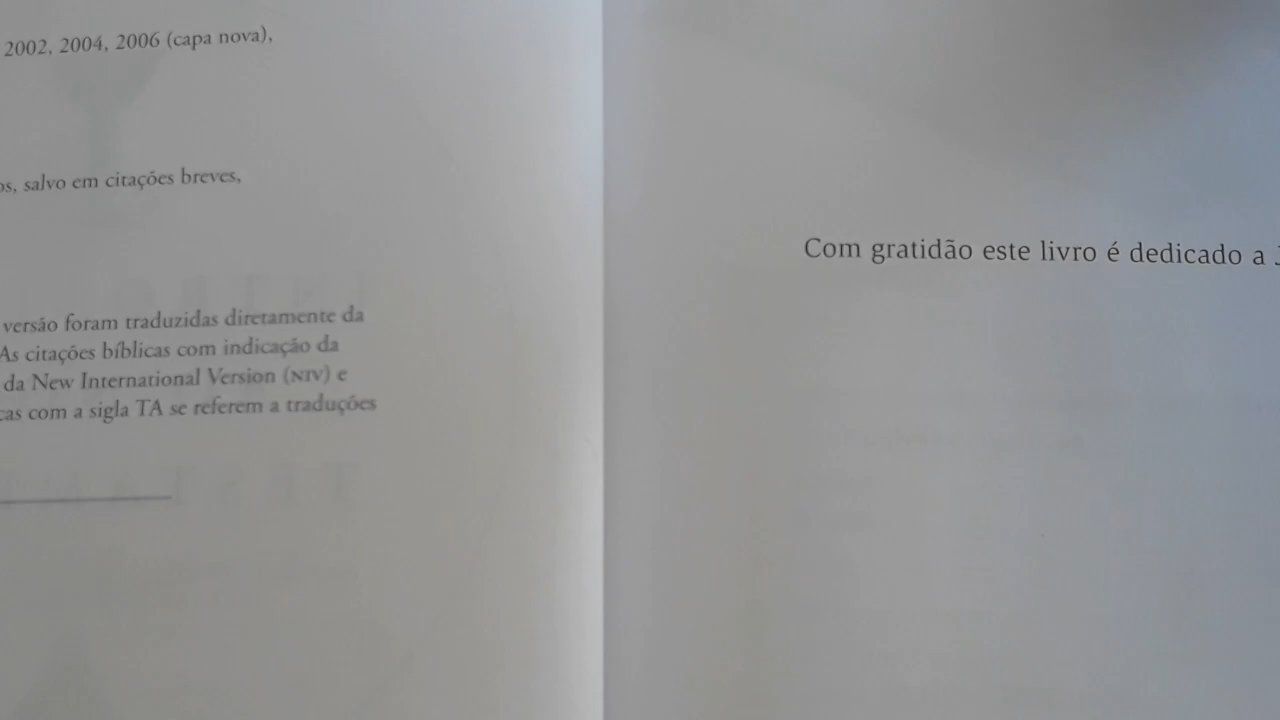 2002, 2004, 2006 (capa nova),
os, salvo em citações breves,
versão foram traduzidas diretamente da
As citações bíblicas com indicação da
da New International Version (NIV) e
cas com a sigla TA se referem a traduções
Com gratidão este livro é dedicado a J